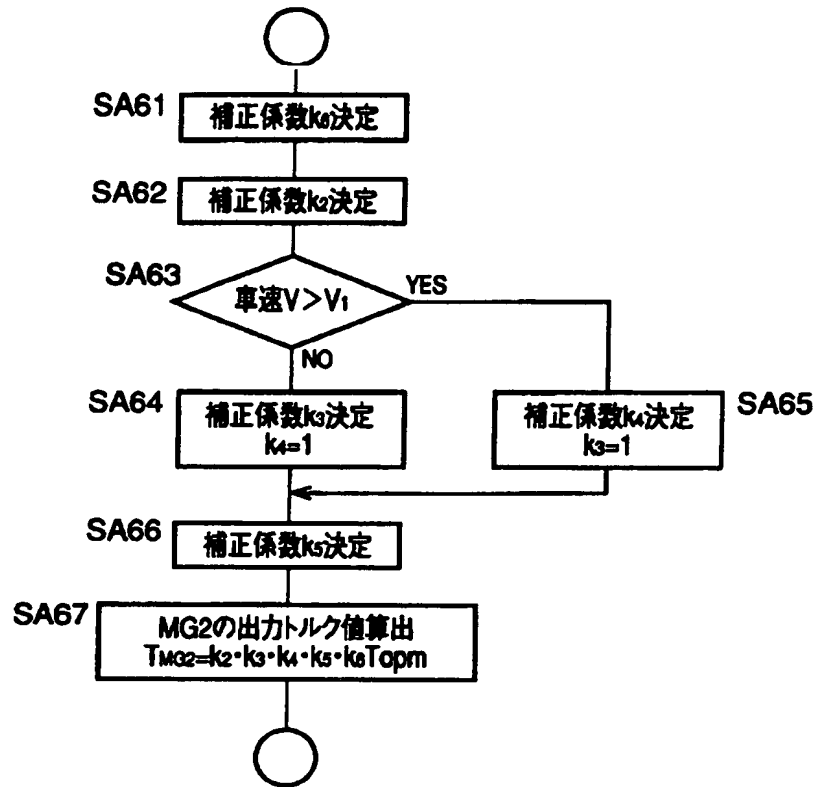 SA61
補正係数k6決定
SA62
補正係数k2決定
SA63
車速V>V1
YES
NO
SA64
補正係数k3決定
k4=1
補正係数k4決定
k3=1
SA65
SA66
補正係数k5決定
SA67
MG2の出力トルク値算出
TMG2=k2・k3・k4・k5・k6Topm